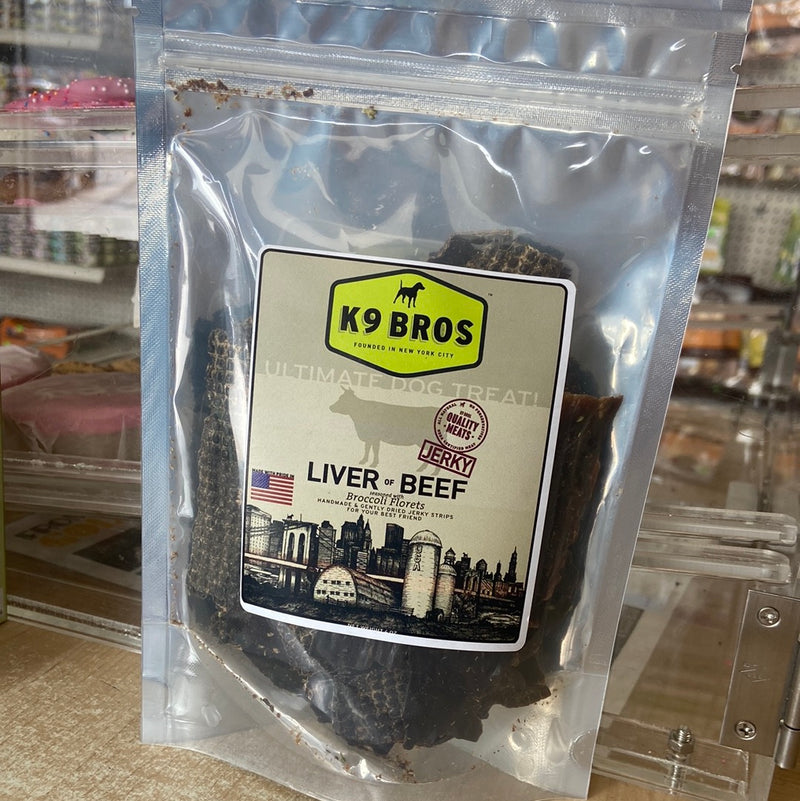 K9 BROS
™
FOUNDED IN NEW YORK CITY
ULTIMATE DOG TREAT!
QUALITY
MEATS
JERKY
LIVER OF BEEF
seasoned with
Broccoli Florets
HANDMADE & GENTLY DRIED JERKY STRIPS
FOR YOUR BEST FRIEND
MADE WITH PRIDE IN